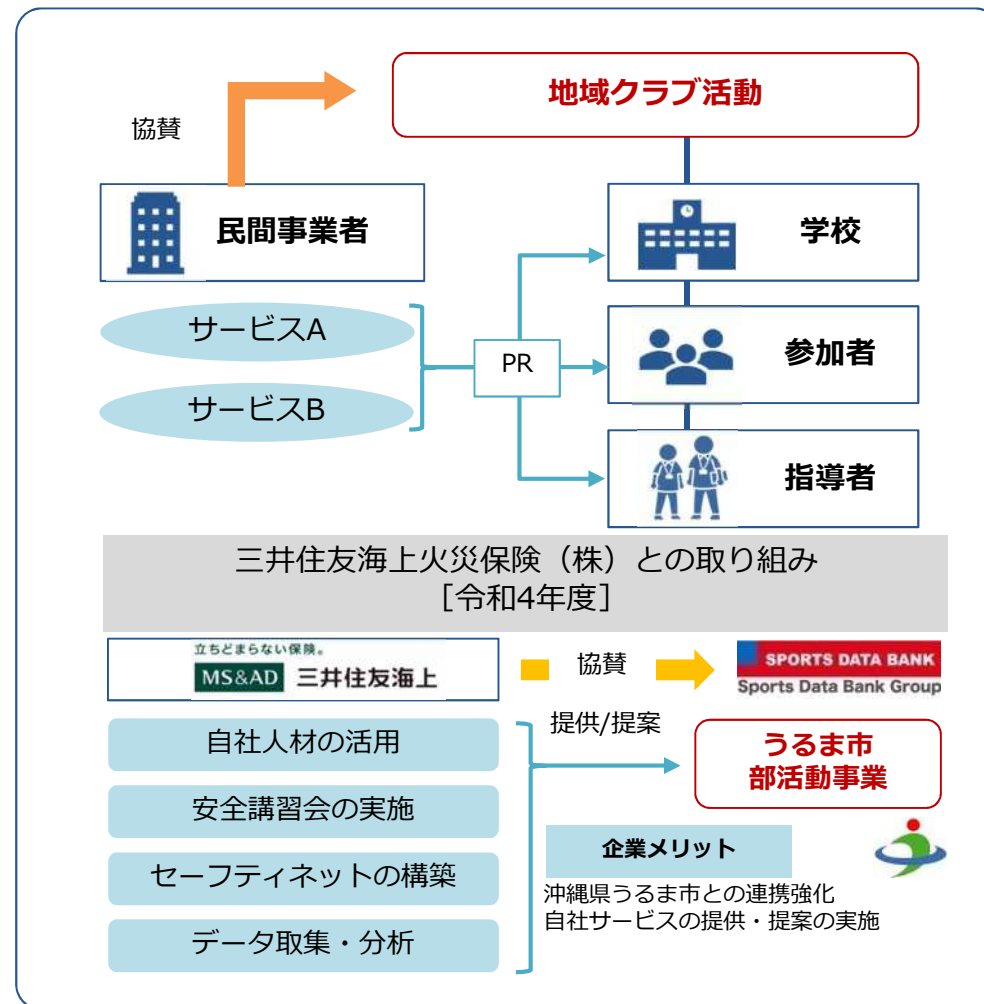 地域クラブ活動
協賛
民間事業者
学校
サービスA
PR
参加者
サービスB
指導者
三井住友海上火災保険（株）との取り組み
［令和4年度］
立ちどまらない保険。
MS&AD 三井住友海上
協賛
SPORTS DATA BANK
Sports Data Bank Group
提供/提案
自社人材の活用
うるま市
部活動事業
安全講習会の実施
企業メリット
セーフティネットの構築
沖縄県うるま市との連携強化
自社サービスの提供・提案の実施
データ取集・分析